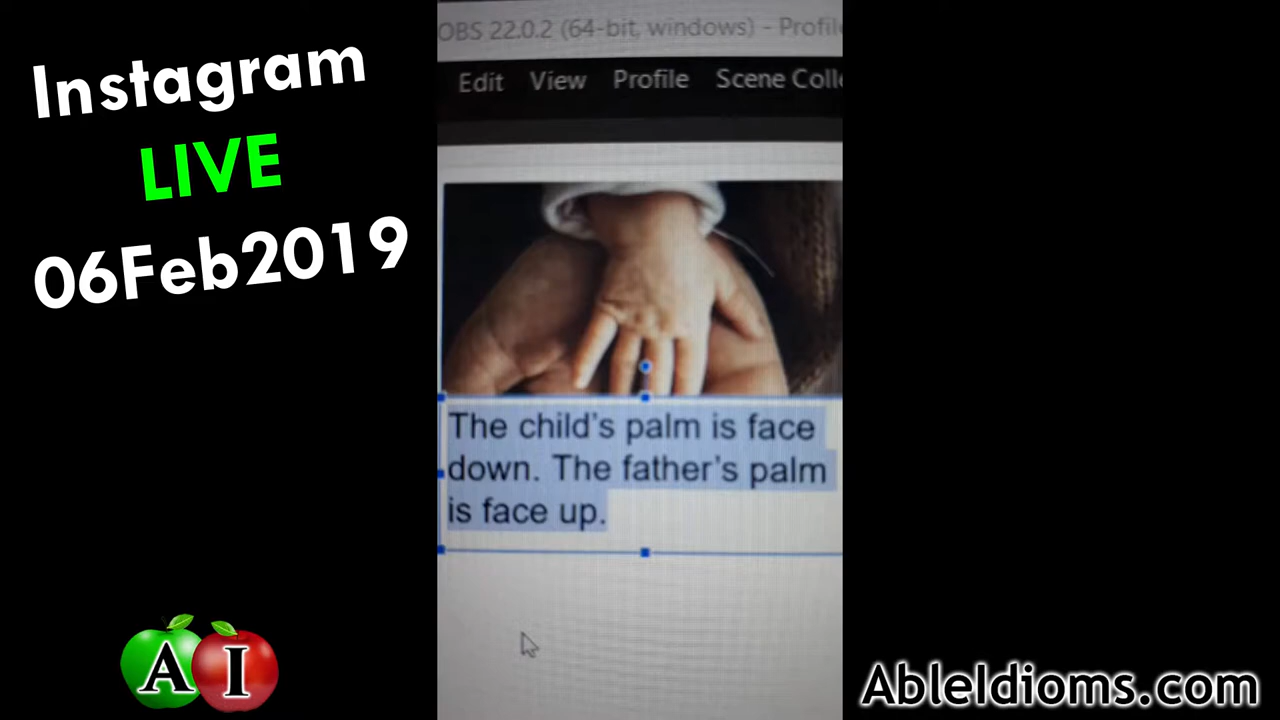 Instagram
LIVE
06Feb2019
OBS 22.0.2 (64-bit, windows) - Profile
Edit View Profile Scene Colle
The child's palm is face
down. The father's palm
is face up.
A I
AbleIdioms.com